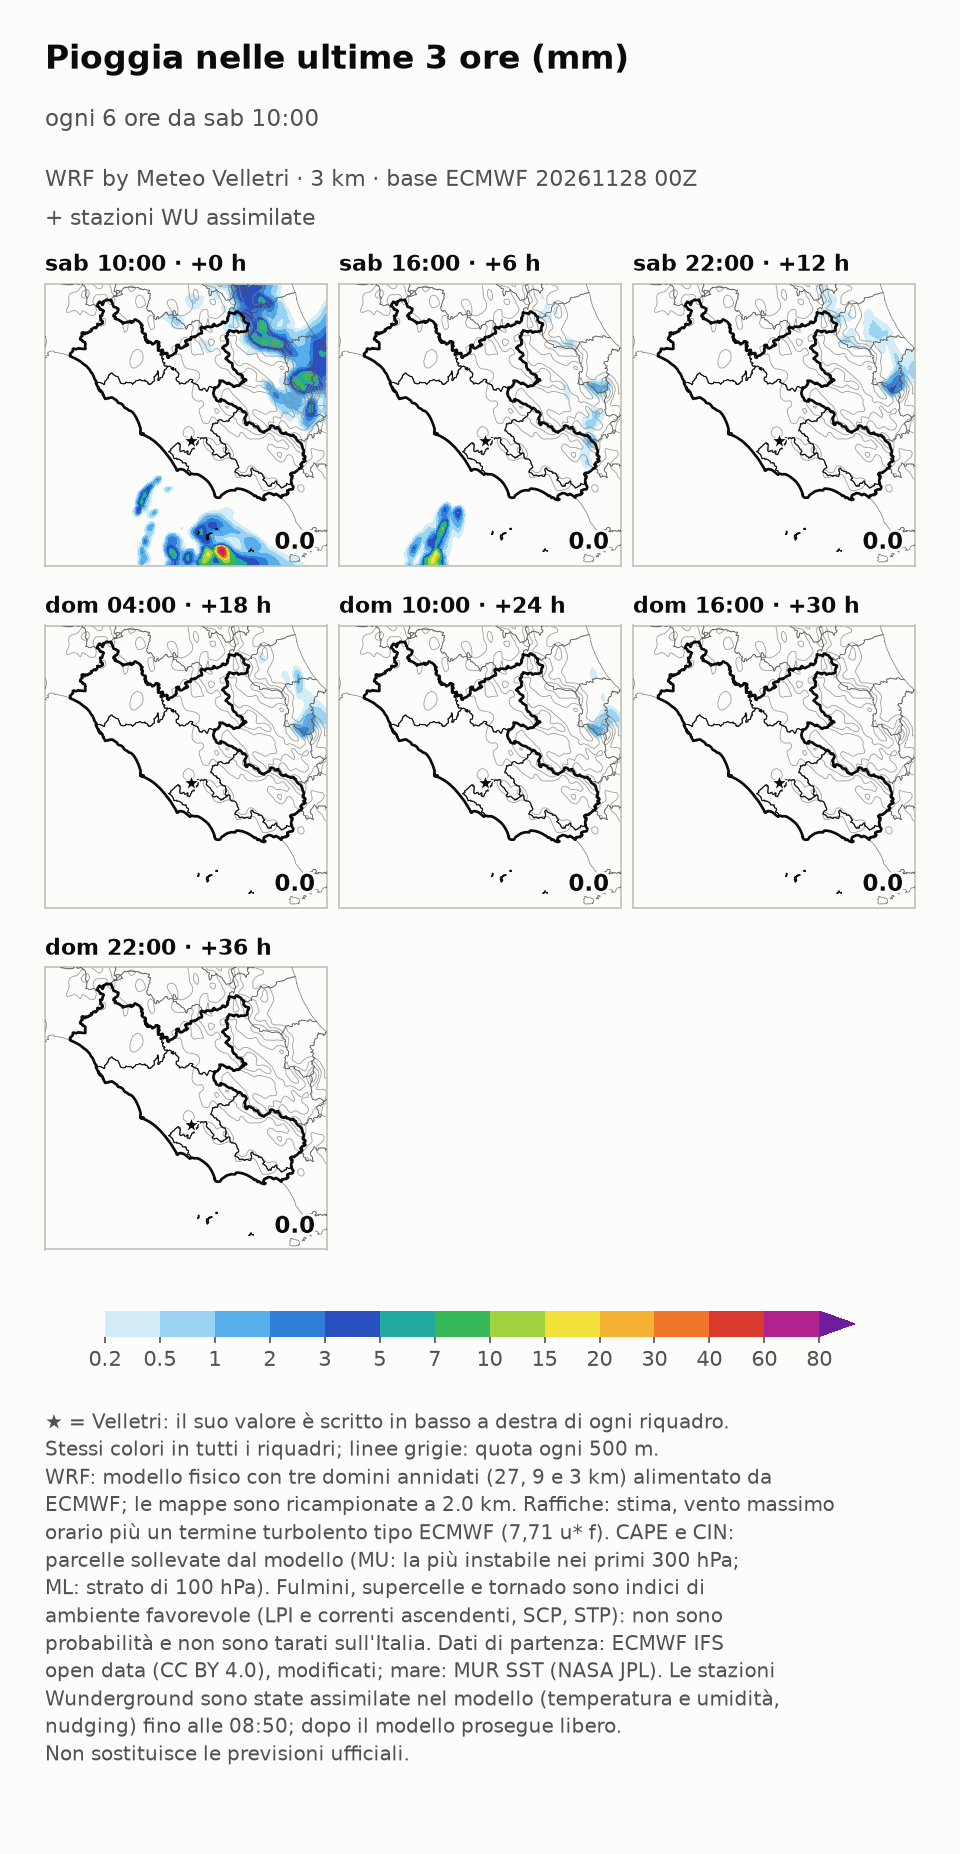 Pioggia nelle ultime 3 ore (mm)
ogni 6 ore da sab 10:00
WRF by Meteo Velletri · 3 km · base ECMWF 20261128 00Z
+ stazioni WU assimilate
sab 10:00 · +0 h
sab 16:00 · +6 h
sab 22:00 · +12 h
0.0
0.0
0.0
dom 04:00 · +18 h
dom 10:00 · +24 h
dom 16:00 · +30 h
0.0
0.0
0.0
dom 22:00 · +36 h
0.0
0.2 0.5 1 2 3 5 7 10 15 20 30 40 60 80
★ = Velletri: il suo valore è scritto in basso a destra di ogni riquadro.
Stessi colori in tutti i riquadri; linee grigie: quota ogni 500 m.
WRF: modello fisico con tre domini annidati (27, 9 e 3 km) alimentato da
ECMWF; le mappe sono ricampionate a 2.0 km. Raffiche: stima, vento massimo
orario più un termine turbolento tipo ECMWF (7,71 u* f). CAPE e CIN:
parcelle sollevate dal modello (MU: la più instabile nei primi 300 hPa;
ML: strato di 100 hPa). Fulmini, supercelle e tornado sono indici di
ambiente favorevole (LPI e correnti ascendenti, SCP, STP): non sono
probabilità e non sono tarati sull'Italia. Dati di partenza: ECMWF IFS
open data (CC BY 4.0), modificati; mare: MUR SST (NASA JPL). Le stazioni
Wunderground sono state assimilate nel modello (temperatura e umidità,
nudging) fino alle 08:50; dopo il modello prosegue libero.
Non sostituisce le previsioni ufficiali.